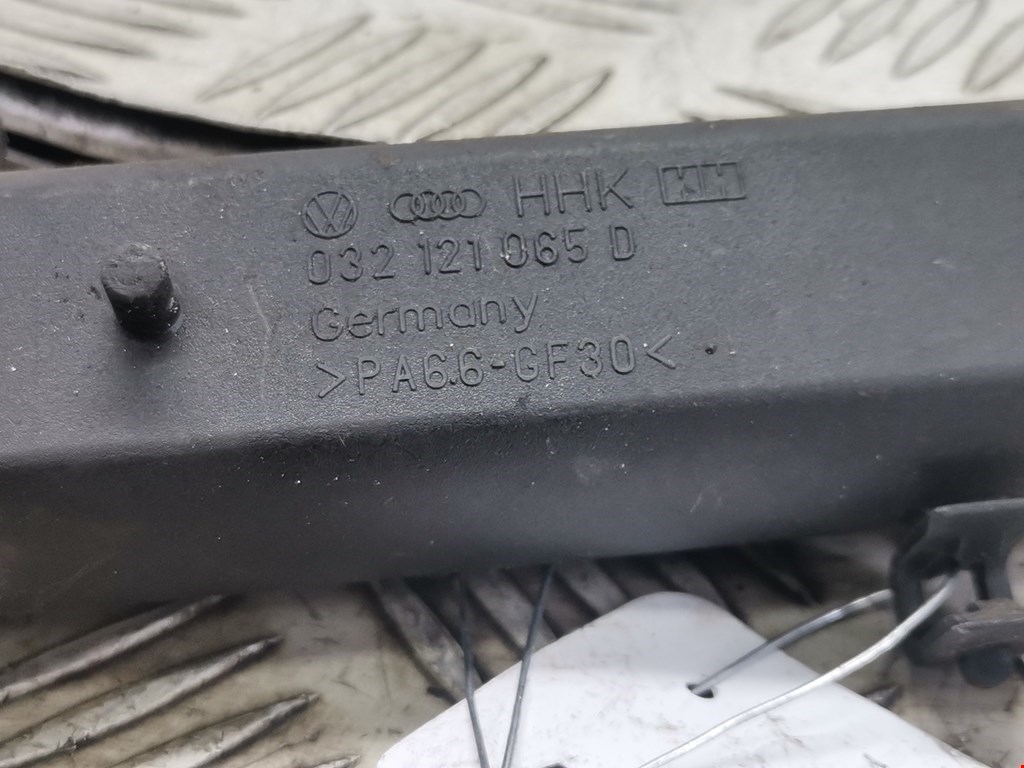 HHK
032 121 065 D
Germany
>PA6.6-GF30<